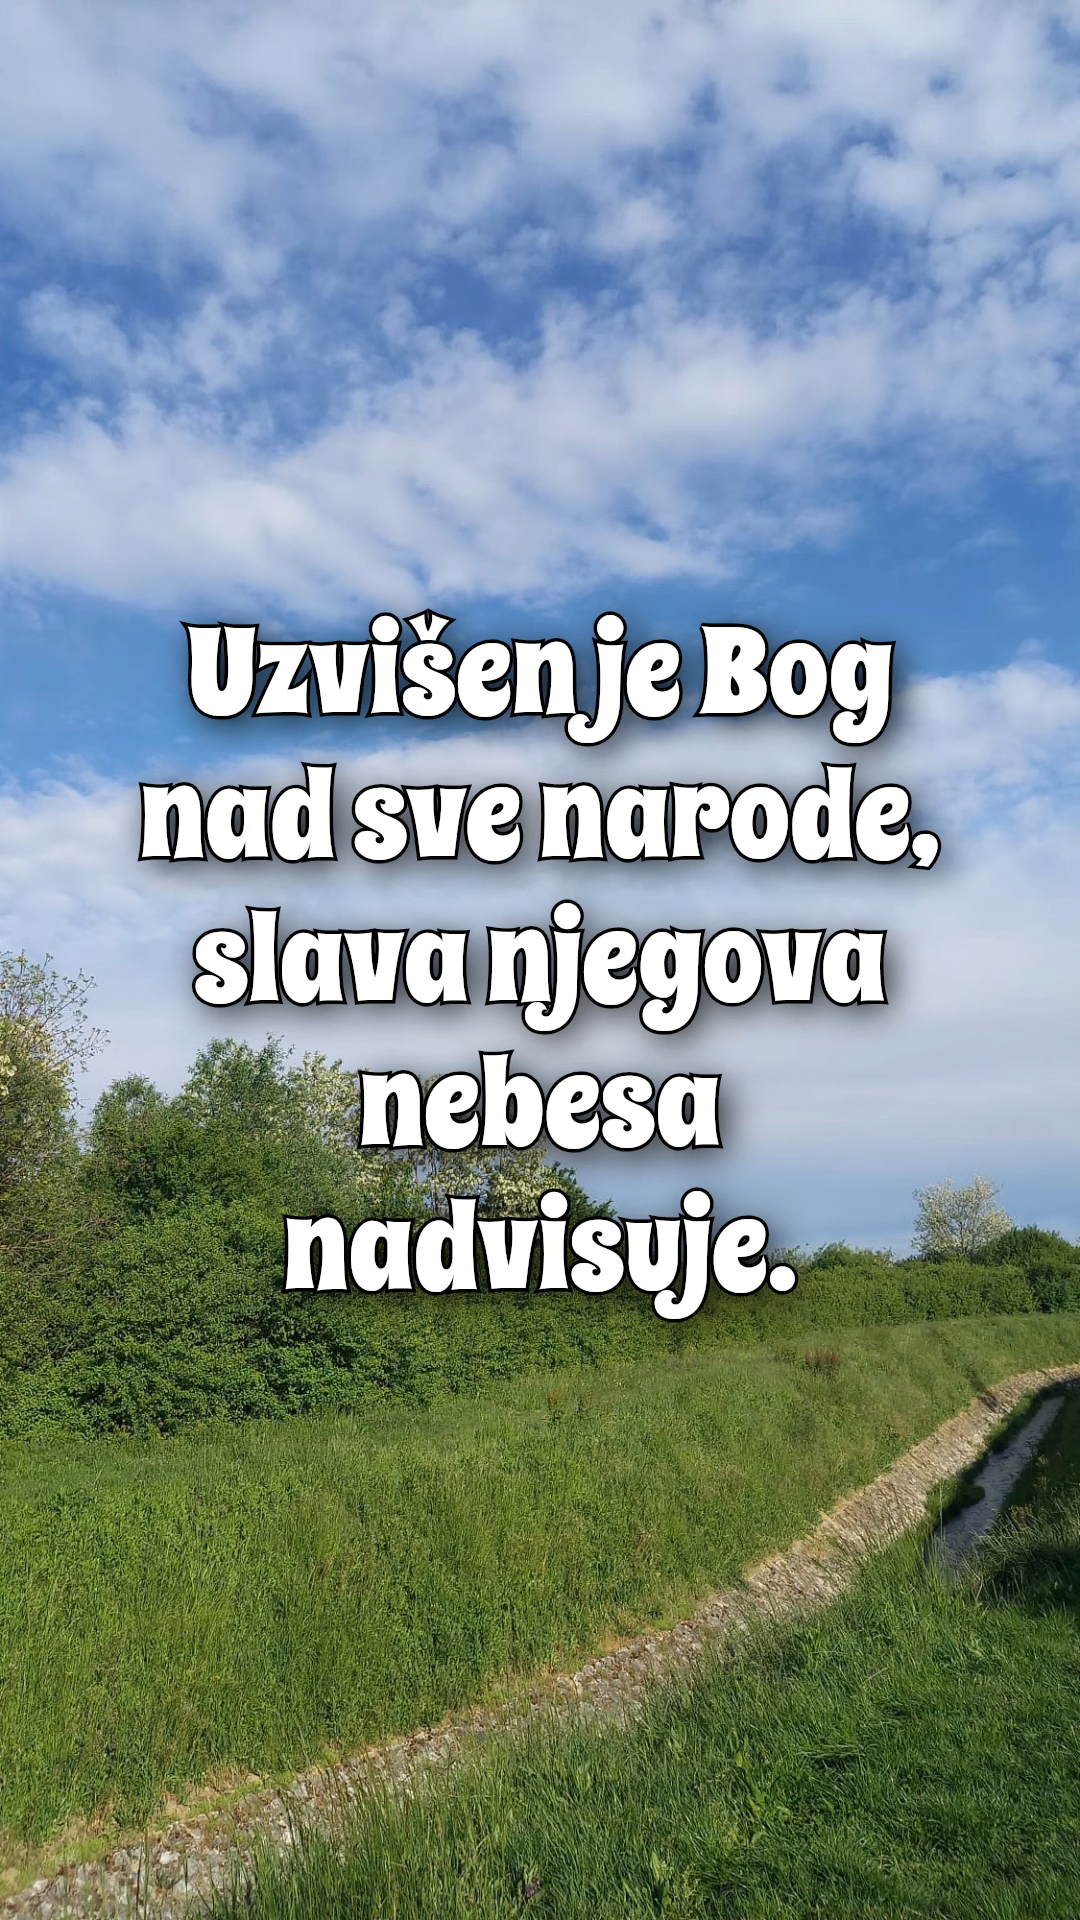 Uzvišen je Bog
nad sve narode,
slava njegova
nebesa
nadvisuje.